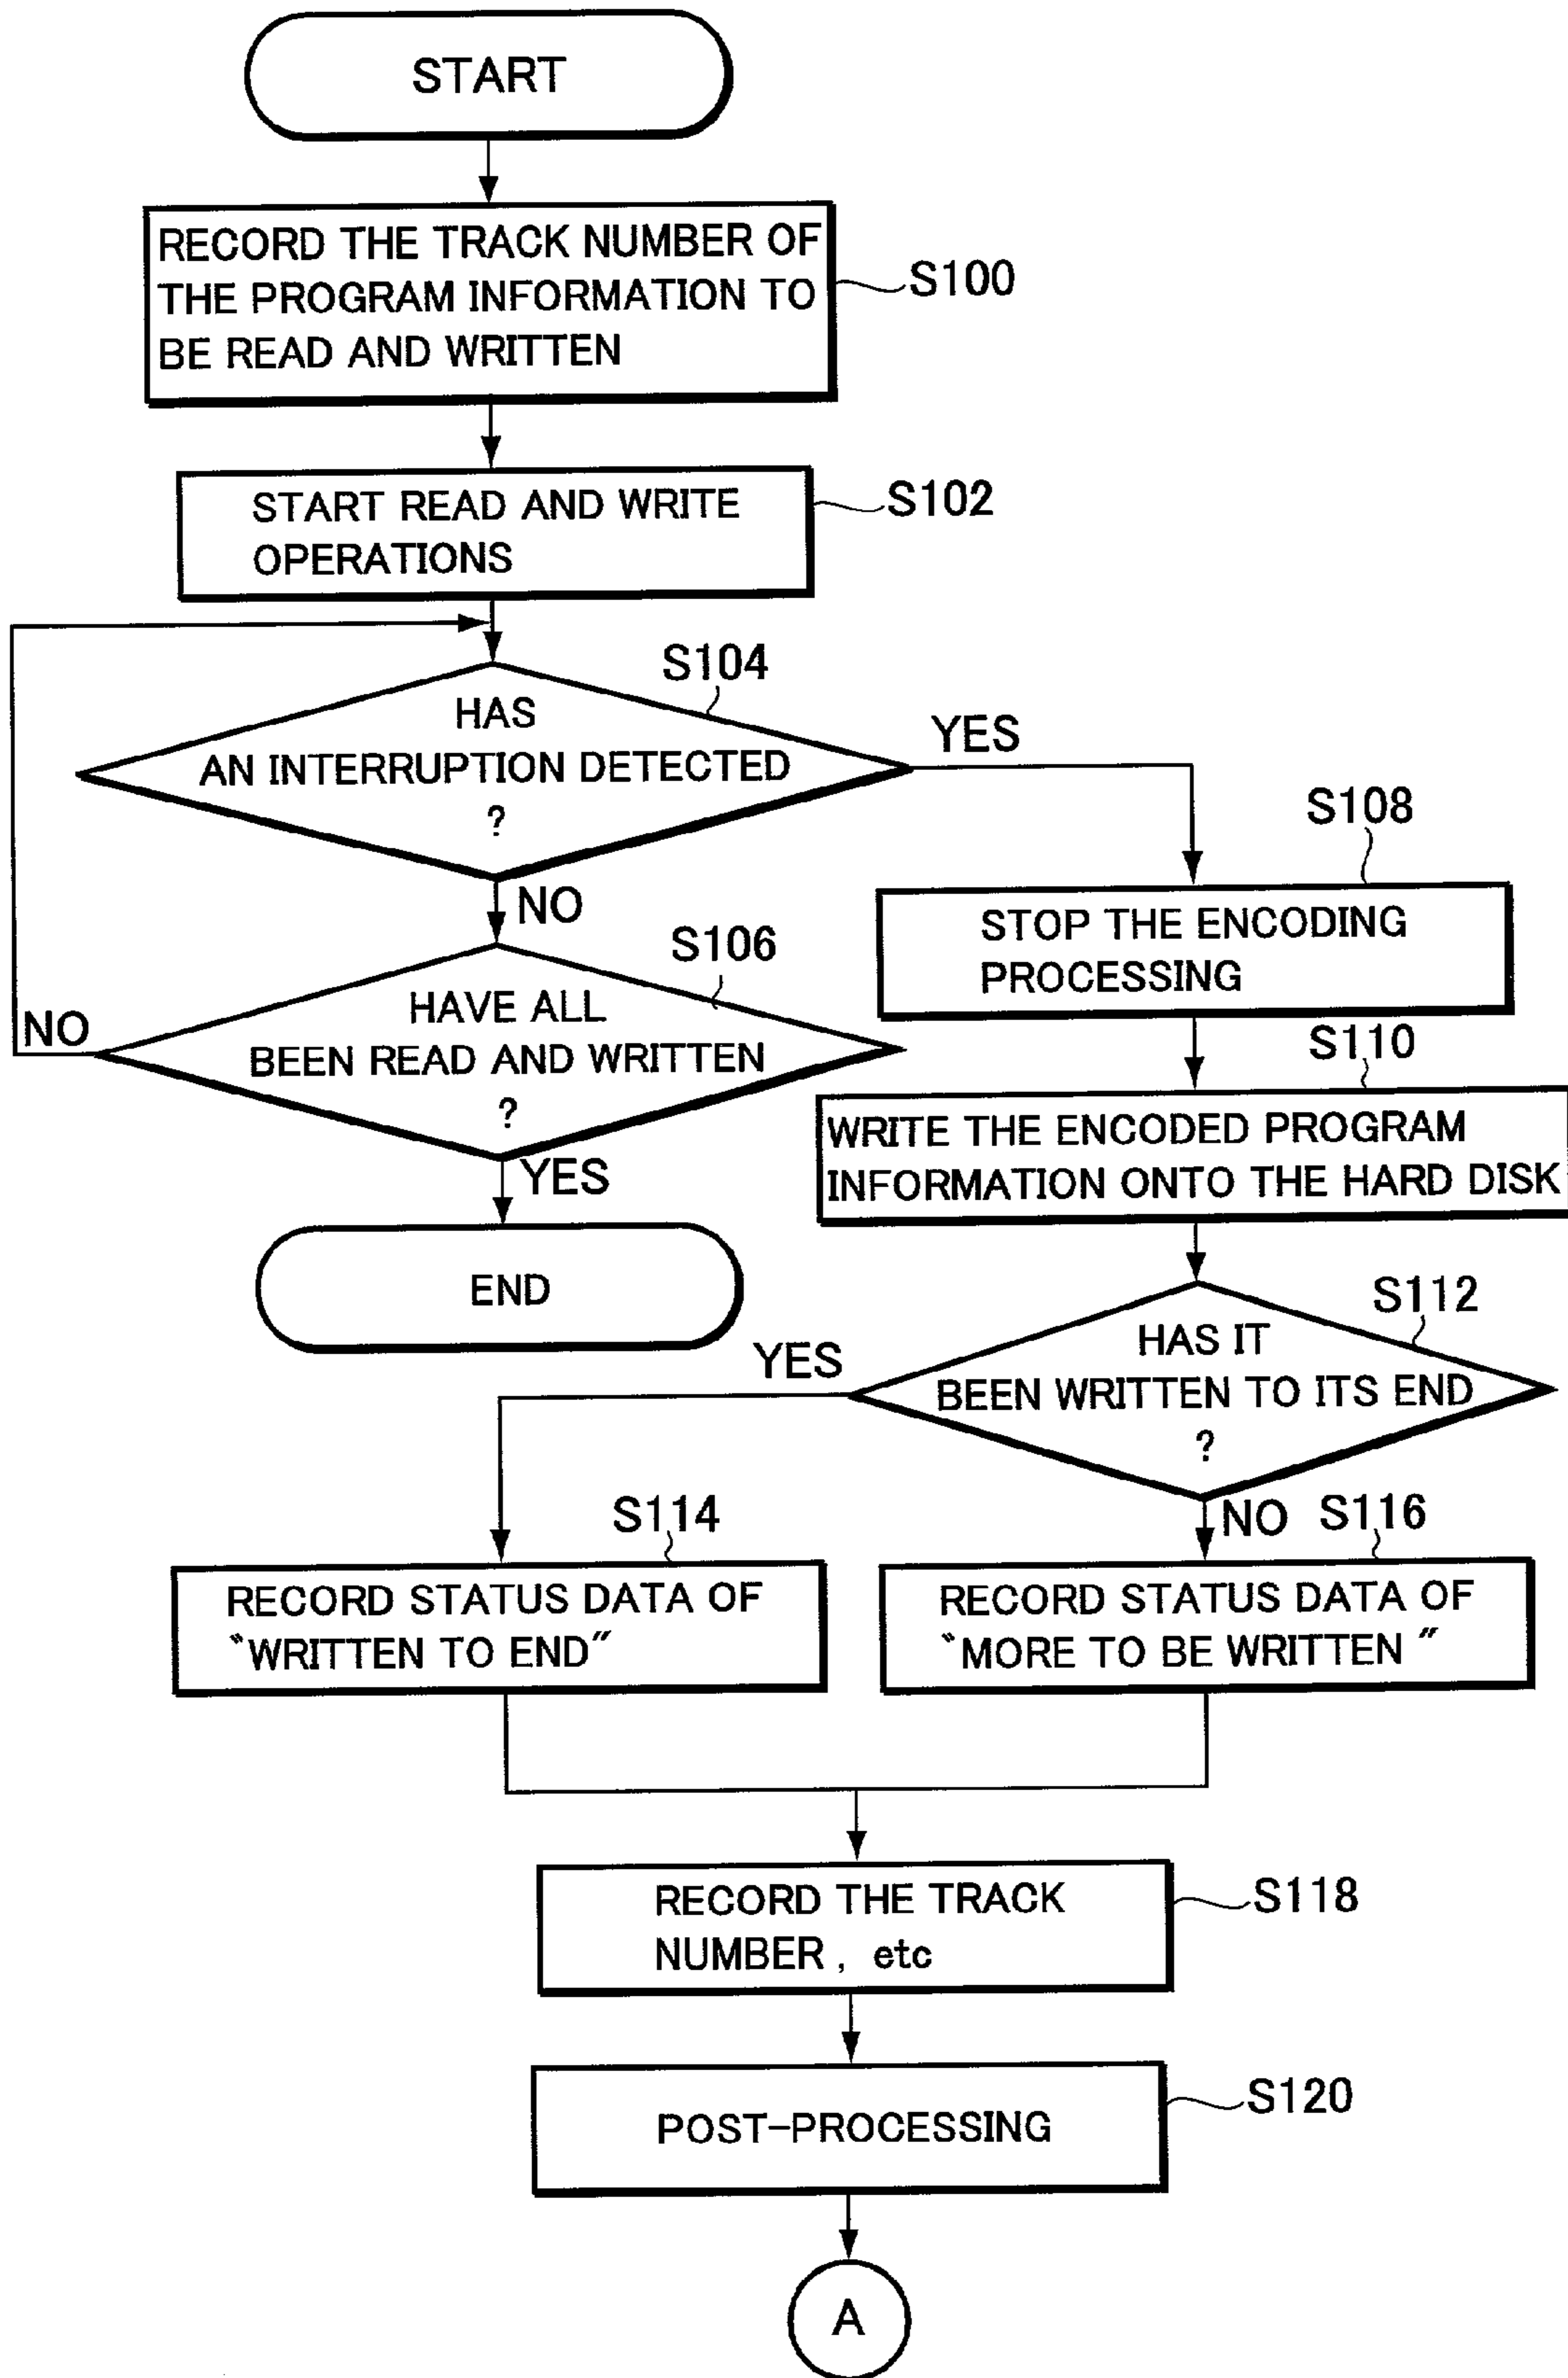 START
RECORD THE TRACK NUMBER OF
THE PROGRAM INFORMATION TO
BE READ AND WRITTEN
S100
START READ AND WRITE
OPERATIONS
S102
S104
HAS
AN INTERRUPTION DETECTED
?
YES
NO
S106
HAVE ALL
BEEN READ AND WRITTEN
?
NO
YES
END
S108
STOP THE ENCODING
PROCESSING
S110
WRITE THE ENCODED PROGRAM
INFORMATION ONTO THE HARD DISK
S112
HAS IT
BEEN WRITTEN TO ITS END
?
YES
NO
S114
RECORD STATUS DATA OF
“WRITTEN TO END”
S116
RECORD STATUS DATA OF
“MORE TO BE WRITTEN ”
RECORD THE TRACK
NUMBER , etc
S118
POST-PROCESSING
S120
A